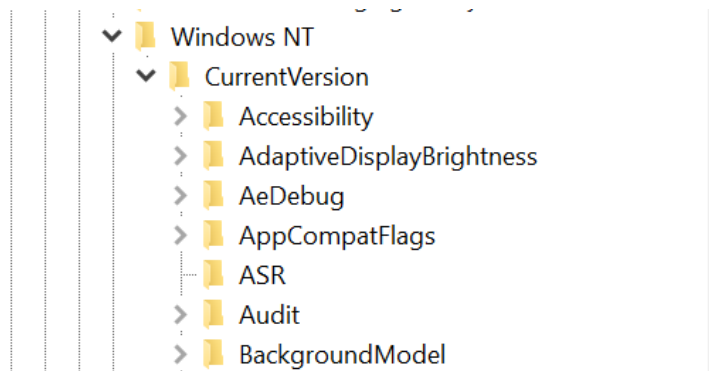 Windows NT
CurrentVersion
Accessibility
AdaptiveDisplayBrightness
AeDebug
AppCompatFlags
ASR
Audit
BackgroundModel